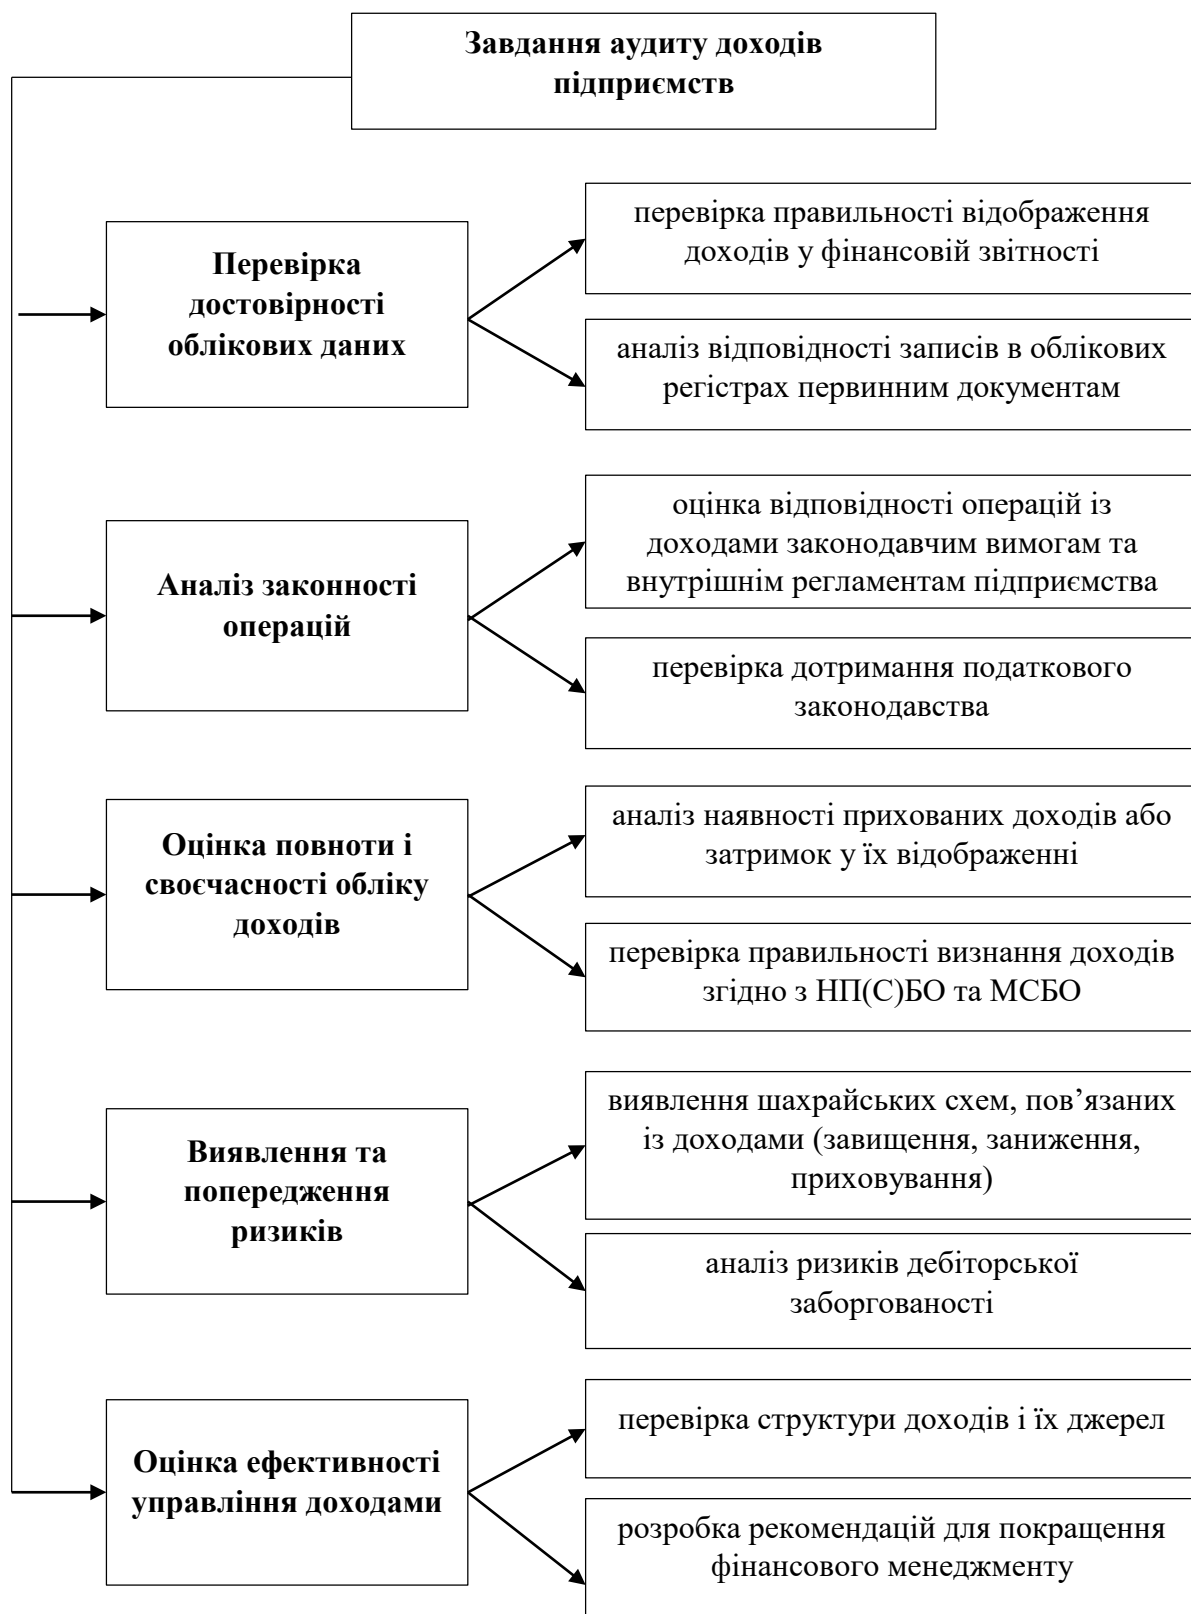 Завдання аудиту доходів
підприємств
Перевірка
достовірності
облікових даних
перевірка правильності відображення
доходів у фінансовій звітності
аналіз відповідності записів в облікових
регістрах первинним документам
Аналіз законності
операцій
оцінка відповідності операцій із
доходами законодавчим вимогам та
внутрішнім регламентам підприємства
перевірка дотримання податкового
законодавства
Оцінка повноти і
своєчасності обліку
доходів
аналіз наявності прихованих доходів або
затримок у їх відображенні
перевірка правильності визнання доходів
згідно з НП(С)БО та МСБО
Виявлення та
попередження
ризиків
виявлення шахрайських схем, пов’язаних
із доходами (завищення, заниження,
приховування)
аналіз ризиків дебіторської
заборгованості
Оцінка ефективності
управління доходами
перевірка структури доходів і їх джерел
розробка рекомендацій для покращення
фінансового менеджменту